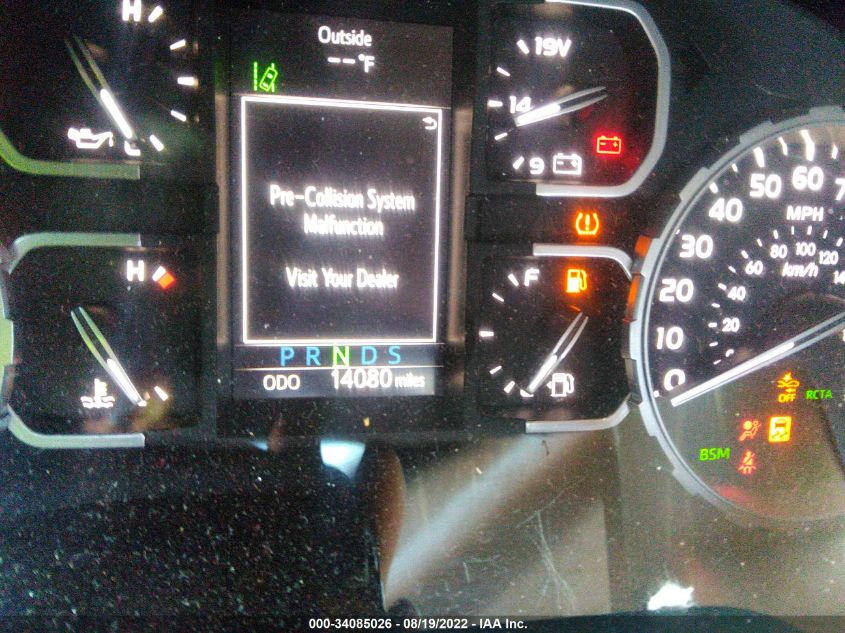 H
Outside
--°F
19V
14
9
C
Pre-Collision System
Malfunction
Visit Your Dealer
H
C
F
E
P R N D S
ODO 14080 miles
60
50
40
30
20
10
0
MPH
km/h
120
100
80
60
40
20
OFF
RCTA
BSM
000-34085026 - 08/19/2022 - IAA Inc.